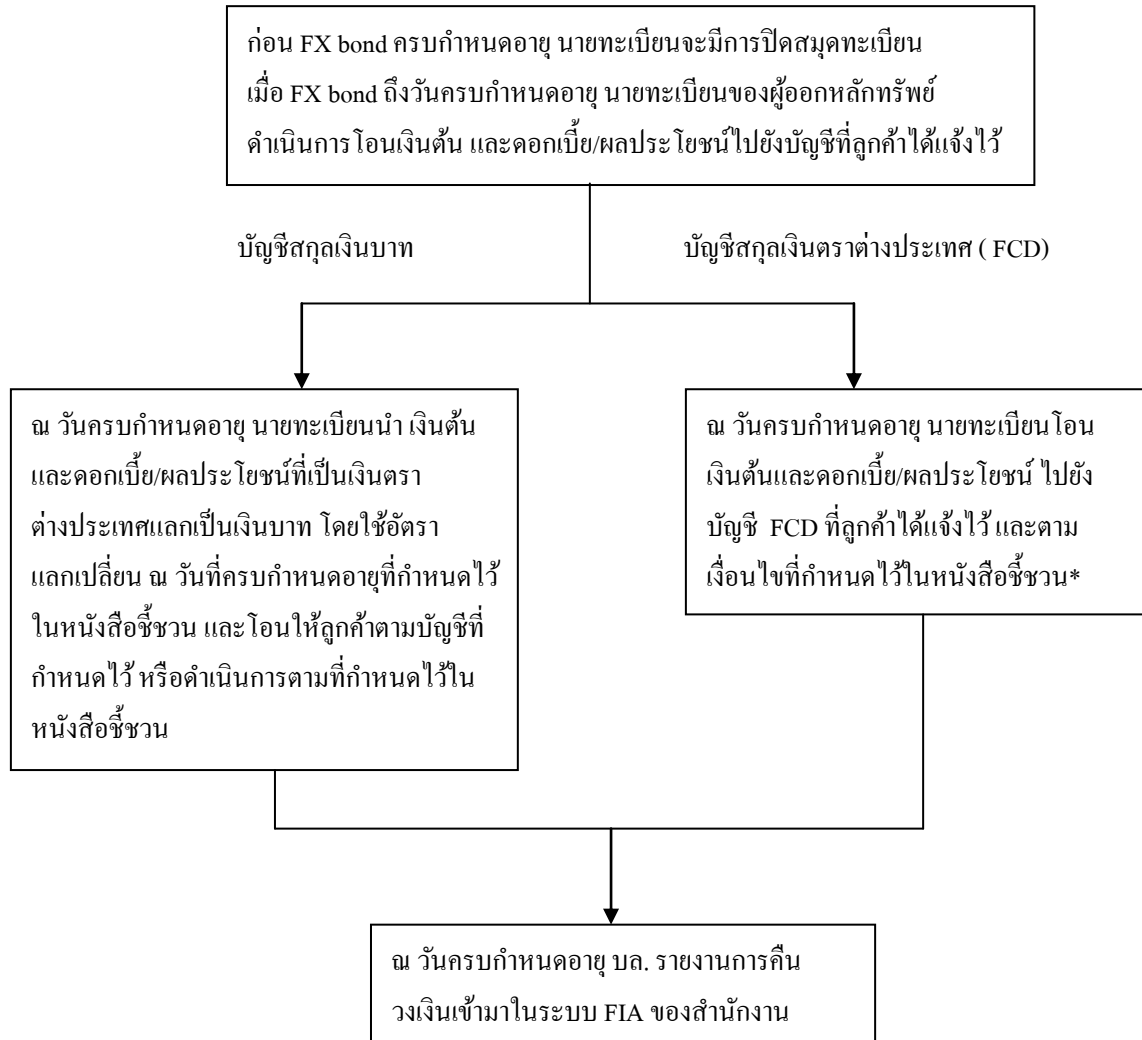 ก่อน FX bond ครบกำหนดอายุ นายทะเบียนจะมีการปิดสมุดทะเบียน
เมื่อ FX bond ถึงวันครบกำหนดอายุ นายทะเบียนของผู้ออกหลักทรัพย์
ดำเนินการโอนเงินต้น และดอกเบี้ย/ผลประโยชน์ไปยังบัญชีที่ลูกค้าได้แจ้งไว้
บัญชีสกุลเงินบาท
บัญชีสกุลเงินตราต่างประเทศ ( FCD)
ณ วันครบกำหนดอายุ นายทะเบียนนำ เงินต้น
และดอกเบี้ย/ผลประโยชน์ที่เป็นเงินตรา
ต่างประเทศแลกเป็นเงินบาท โดยใช้อัตรา
แลกเปลี่ยน ณ วันที่ครบกำหนดอายุที่กำหนดไว้
ในหนังสือชี้ชวน และโอนให้ลูกค้าตามบัญชีที่
กำหนดไว้ หรือดำเนินการตามที่กำหนดไว้ใน
หนังสือชี้ชวน
ณ วันครบกำหนดอายุ นายทะเบียนโอน
เงินต้นและดอกเบี้ย/ผลประโยชน์ ไปยัง
บัญชี FCD ที่ลูกค้าได้แจ้งไว้ และตาม
เงื่อนไขที่กำหนดไว้ในหนังสือชี้ชวน*
ณ วันครบกำหนดอายุ บล. รายงานการคืน
วงเงินเข้ามาในระบบ FIA ของสำนักงาน